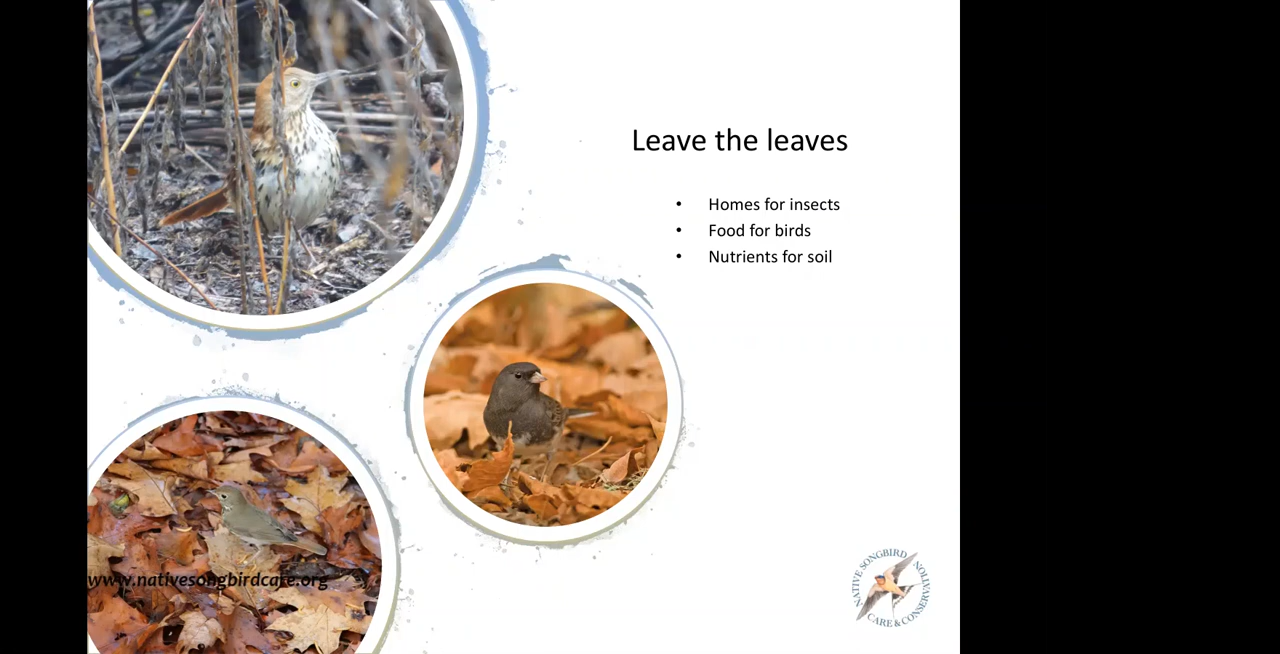 Leave the leaves
• Homes for insects
• Food for birds
• Nutrients for soil
www.nativesongbirdcare.org
NATIVE SONGBIRD
CARE & CONSERVATION